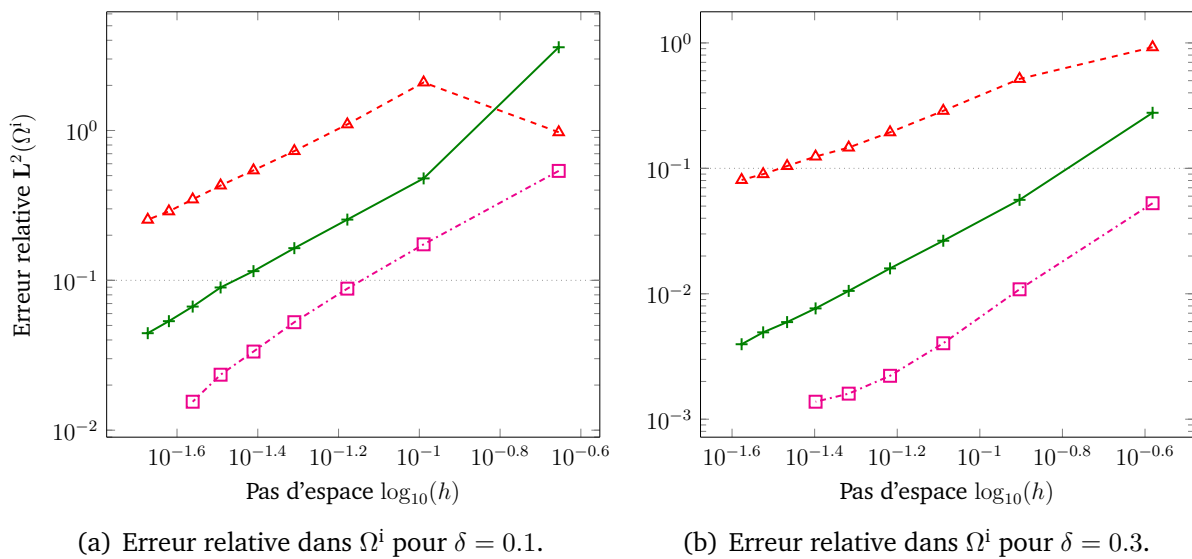 Erreur relative L²(Ωⁱ)
10⁰
10⁻¹
10⁻²
10⁻¹·⁶ 10⁻¹·⁴ 10⁻¹·² 10⁻¹ 10⁻⁰·⁸ 10⁻⁰·⁶
Pas d'espace log₁₀(h)
(a) Erreur relative dans Ωⁱ pour δ = 0.1.
10⁰
10⁻¹
10⁻²
10⁻³
10⁻¹·⁶ 10⁻¹·⁴ 10⁻¹·² 10⁻¹ 10⁻⁰·⁸ 10⁻⁰·⁶
Pas d'espace log₁₀(h)
(b) Erreur relative dans Ωⁱ pour δ = 0.3.